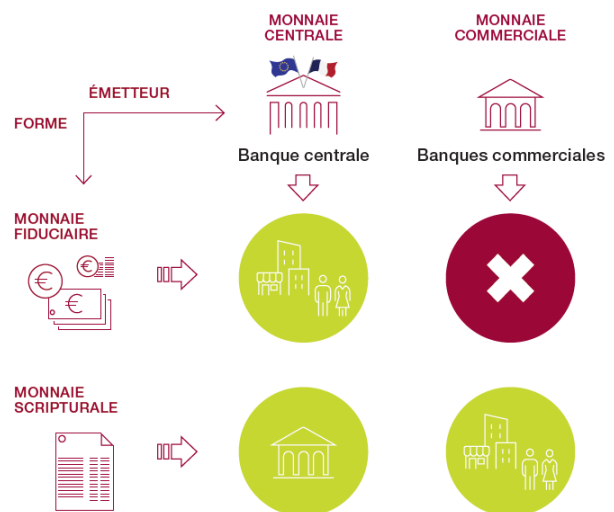 MONNAIE
CENTRALE
MONNAIE
COMMERCIALE
ÉMETTEUR
FORME
Banque centrale
Banques commerciales
MONNAIE
FIDUCIAIRE
€
€
€
MONNAIE
SCRIPTURALE